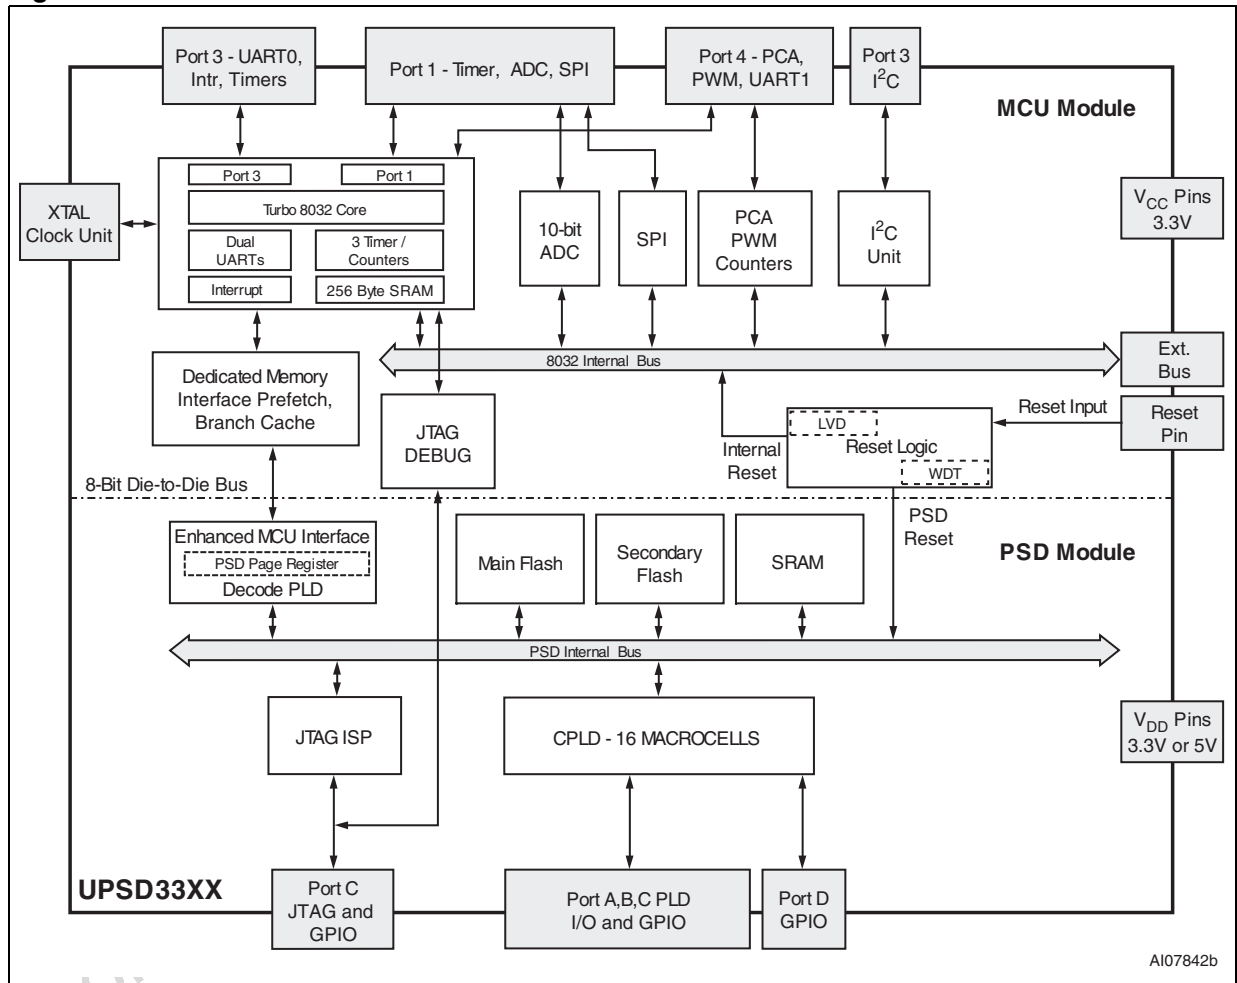 Port 3 - UART0,
Intr, Timers
Port 1 - Timer, ADC, SPI
Port 4 - PCA,
PWM, UART1
Port 3
I2C
MCU Module
XTAL
Clock Unit
Port 3
Port 1
Turbo 8032 Core
Dual
UARTs
3 Timer /
Counters
Interrupt
256 Byte SRAM
10-bit
ADC
SPI
PCA
PWM
Counters
I2C
Unit
VCC Pins
3.3V
8032 Internal Bus
Ext.
Bus
Dedicated Memory
Interface Prefetch,
Branch Cache
JTAG
DEBUG
Internal
Reset
LVD
Reset Logic
WDT
Reset Input
Reset
Pin
8-Bit Die-to-Die Bus
PSD
Reset
PSD Module
Enhanced MCU Interface
PSD Page Register
Decode PLD
Main Flash
Secondary
Flash
SRAM
PSD Internal Bus
JTAG ISP
CPLD - 16 MACROCELLS
VDD Pins
3.3V or 5V
UPSD33XX
Port C
JTAG and
GPIO
Port A,B,C PLD
I/O and GPIO
Port D
GPIO
AI07842b